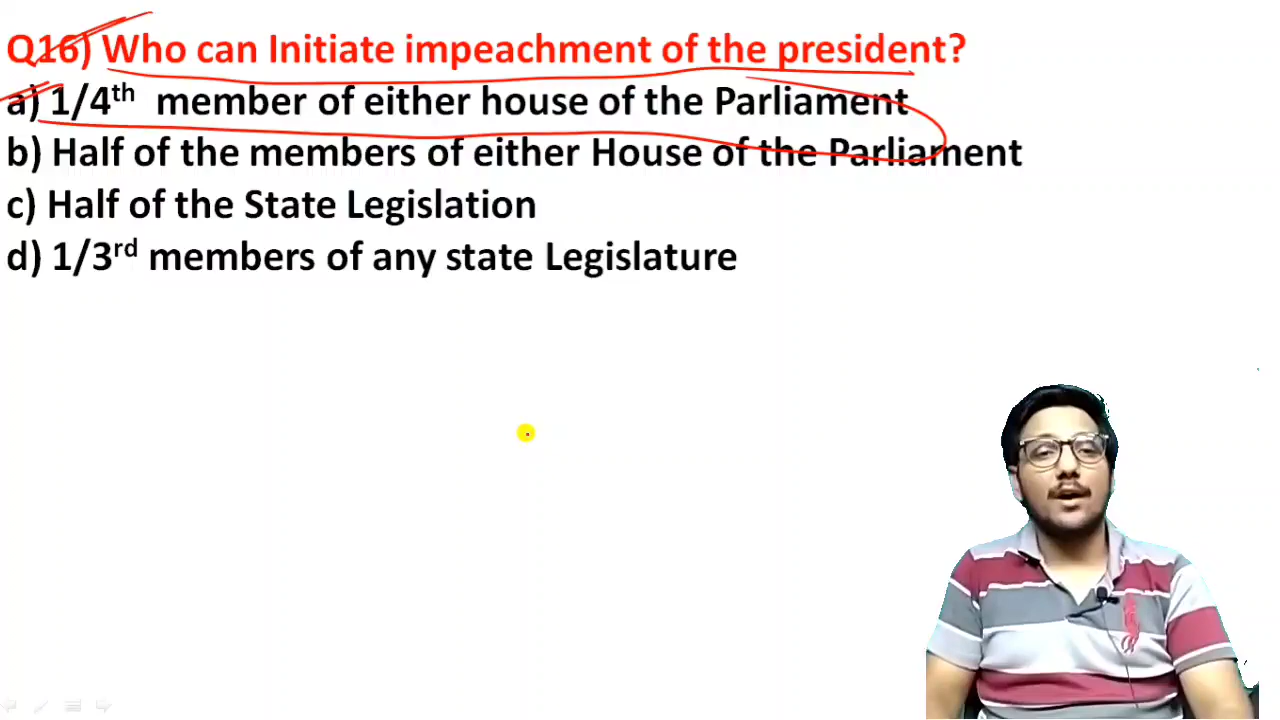 Q16) Who can Initiate impeachment of the president?
a) 1/4th member of either house of the Parliament
b) Half of the members of either House of the Parliament
c) Half of the State Legislation
d) 1/3rd members of any state Legislature